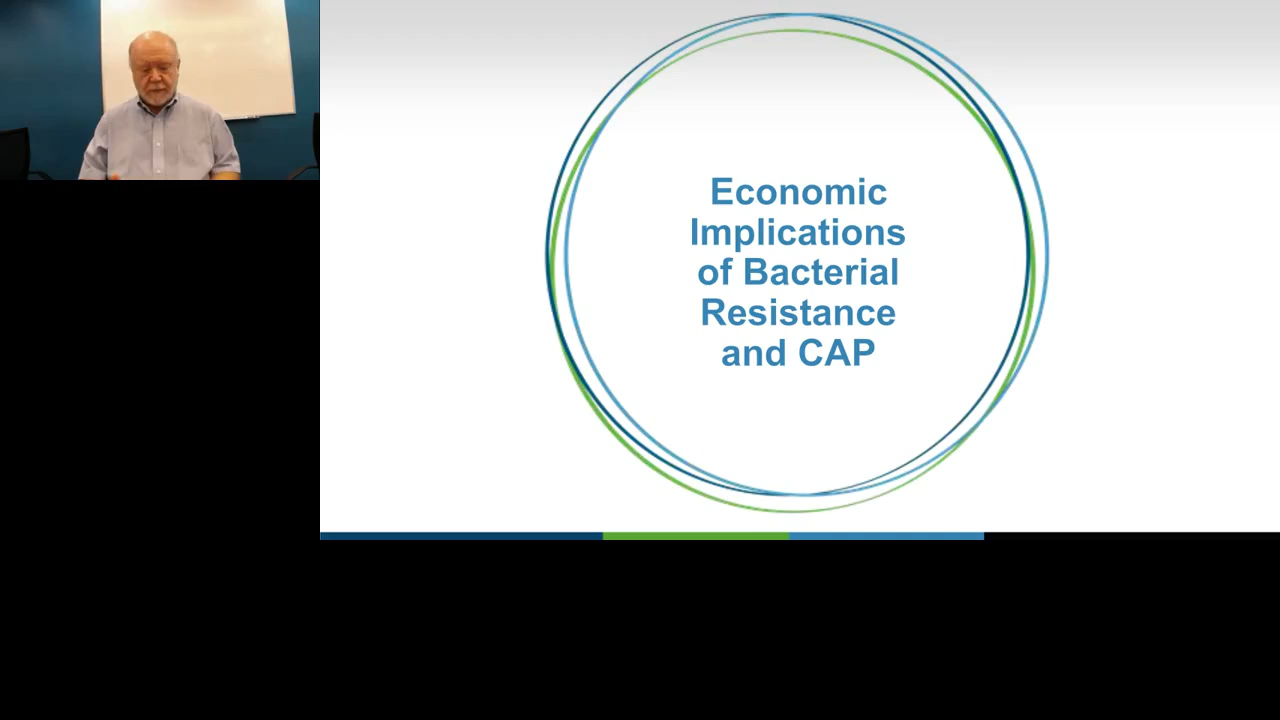 Economic
Implications
of Bacterial
Resistance
and CAP